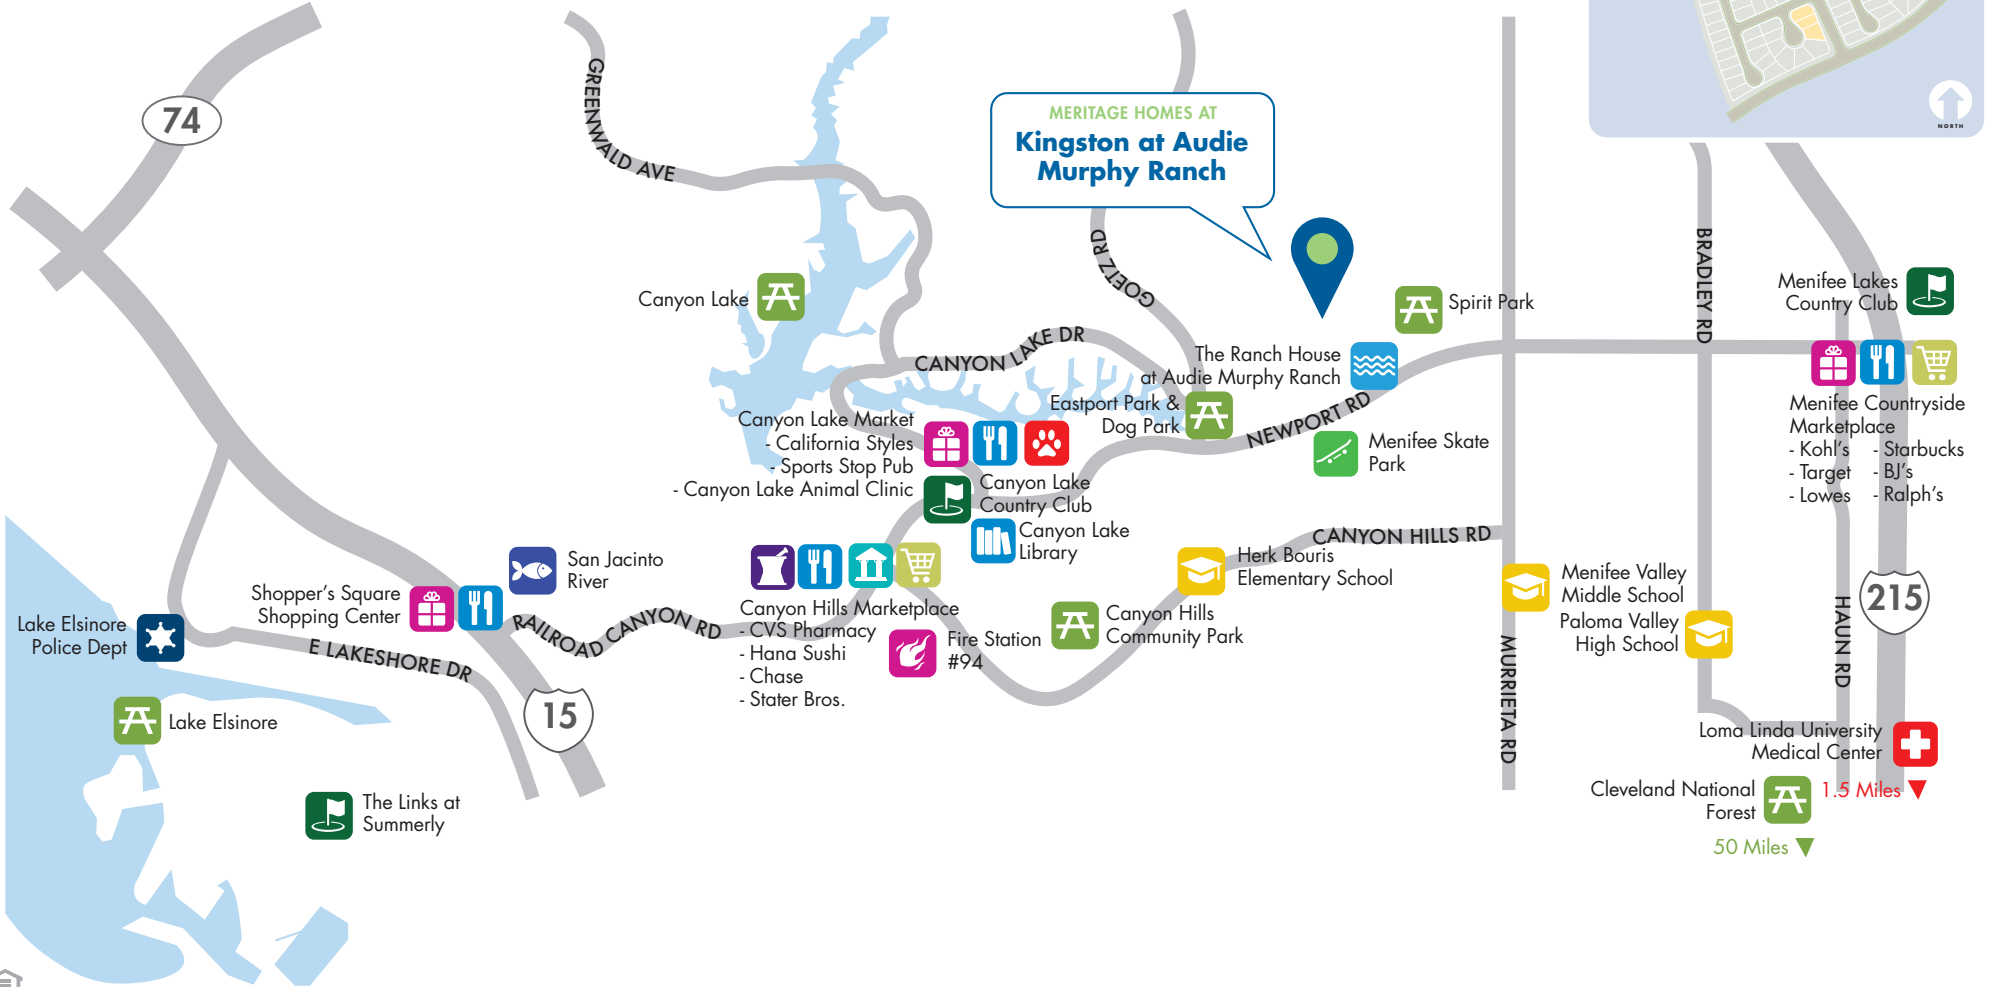 NORTH
74
GREENWALD AVE
MERITAGE HOMES AT
Kingston at Audie
Murphy Ranch
GOETZ RD
BRADLEY RD
Menifee Lakes
Country Club
Canyon Lake
Spirit Park
CANYON LAKE DR
The Ranch House
at Audie Murphy Ranch
Eastport Park &
Dog Park
NEWPORT RD
Menifee Skate
Park
Menifee Countryside
Marketplace
- Kohl's
- Target
- Lowes
- Starbucks
- BJ's
- Ralph's
Canyon Lake Market
- California Styles
- Sports Stop Pub
- Canyon Lake Animal Clinic
Canyon Lake
Country Club
Canyon Lake
Library
CANYON HILLS RD
Herk Bouris
Elementary School
San Jacinto
River
Shopper's Square
Shopping Center
RAILROAD CANYON RD
Canyon Hills Marketplace
- CVS Pharmacy
- Hana Sushi
- Chase
- Stater Bros.
Fire Station
#94
Canyon Hills
Community Park
Menifee Valley
Middle School
Paloma Valley
High School
MURRIETA RD
HAUN RD
215
Lake Elsinore
Police Dept
E LAKESHORE DR
15
Lake Elsinore
The Links at
Summerly
Loma Linda University
Medical Center
1.5 Miles
Cleveland National
Forest
50 Miles